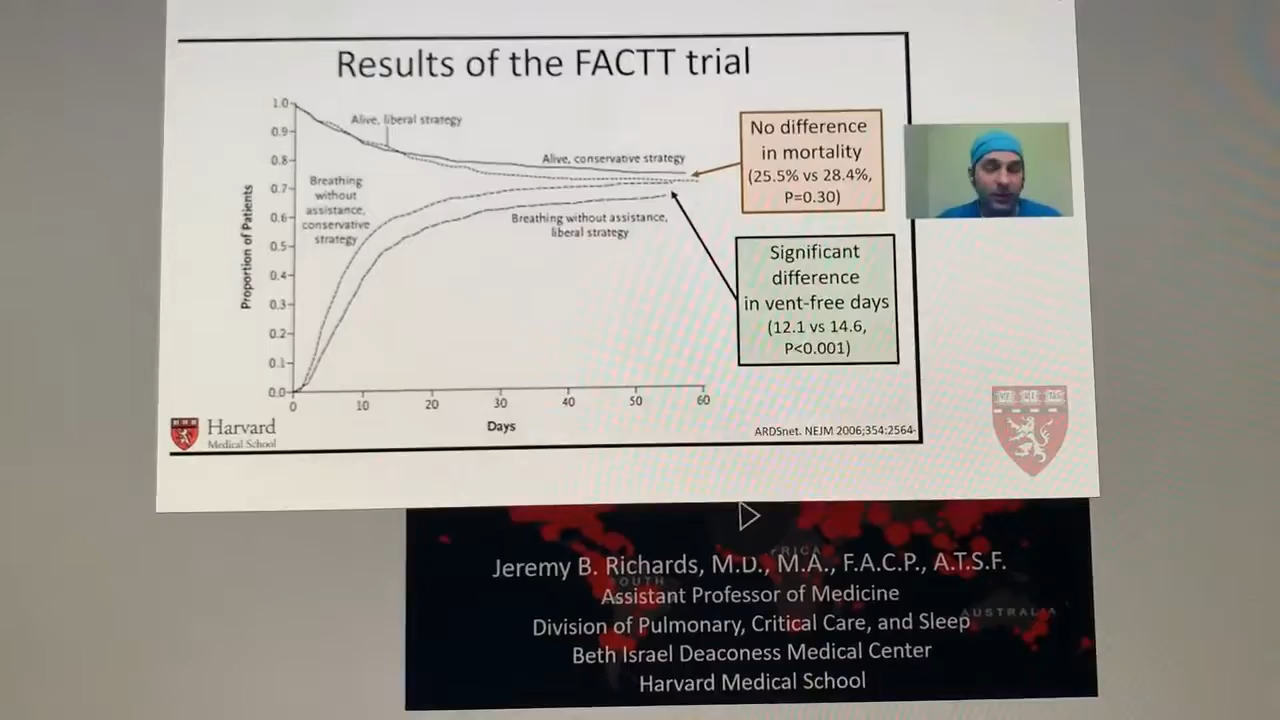 Results of the FACTT trial
1.0
0.9
0.8
0.7
0.6
0.5
0.4
0.3
0.2
0.1
0.0
Proportion of Patients
Alive, liberal strategy
Alive, conservative strategy
Breathing
without
assistance,
conservative
strategy
Breathing without assistance,
liberal strategy
0
10
20
30
40
50
60
Days
No difference
in mortality
(25.5% vs 28.4%,
P=0.30)
Significant
difference
in vent-free days
(12.1 vs 14.6,
P<0.001)
Harvard
Medical School
ARDSnet. NEJM 2006;354:2564-
Jeremy B. Richards, M.D., M.A., F.A.C.P., A.T.S.F.
Assistant Professor of Medicine
Division of Pulmonary, Critical Care, and Sleep
Beth Israel Deaconess Medical Center
Harvard Medical School
SOUTH
AUSTRALIA